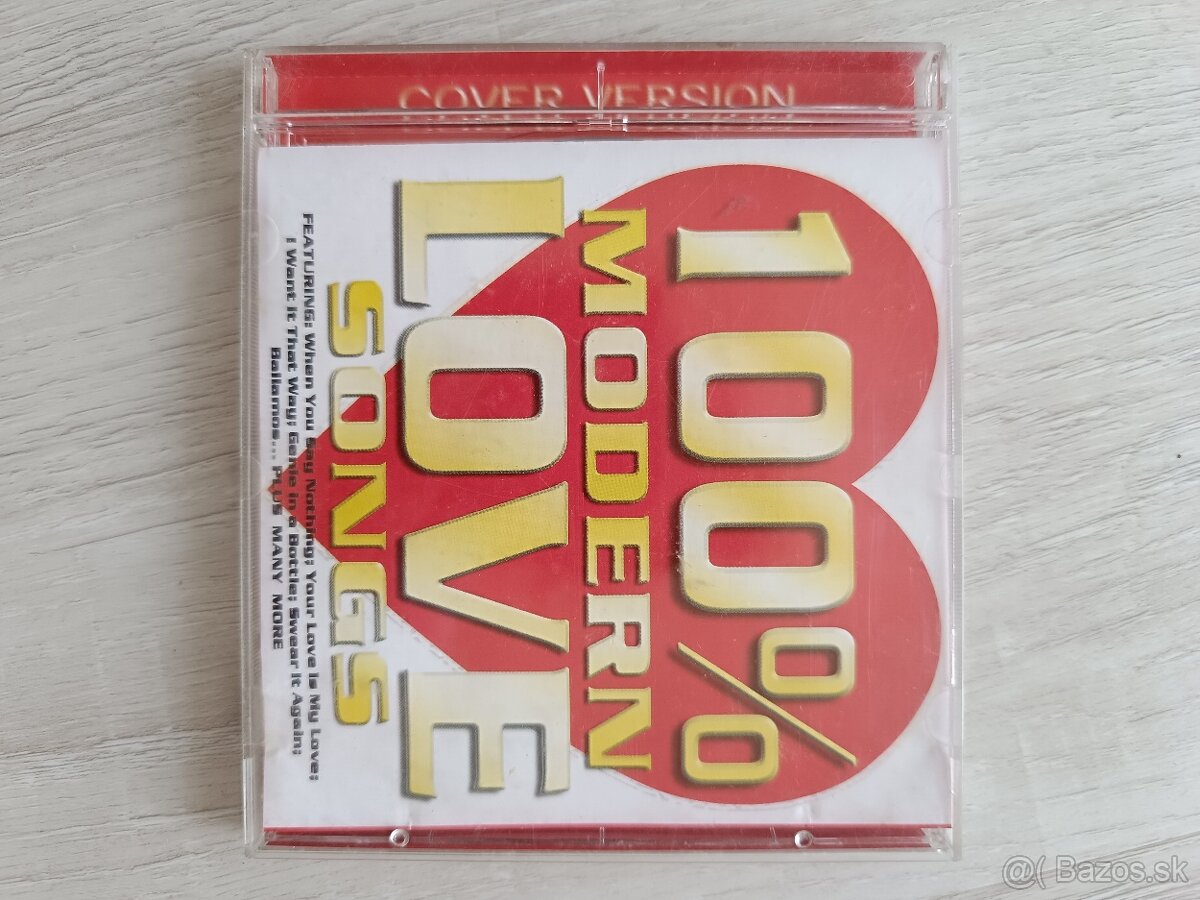 COVER VERSION
100%
MODERN
LOVE
SONGS
FEATURING: When You Say Nothing; Your Love Is My Love;
I Want It That Way; Genie in a Bottle; Swear It Again;
Bailamos... PLUS MANY MORE
@( Bazos.sk